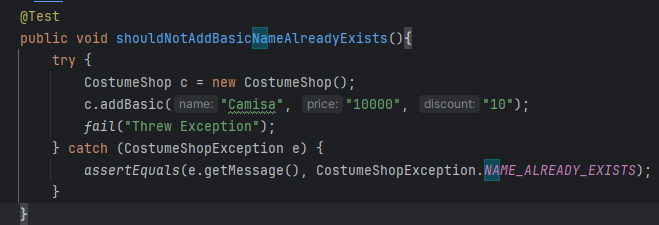 @Test
public void shouldNotAddBasicNameAlreadyExists(){
try {
CostumeShop c = new CostumeShop();
c.addBasic( name: "Camisa", price: "10000", discount: "10");
fail("Threw Exception");
} catch (CostumeShopException e) {
assertEquals(e.getMessage(), CostumeShopException.NAME_ALREADY_EXISTS);
}
}